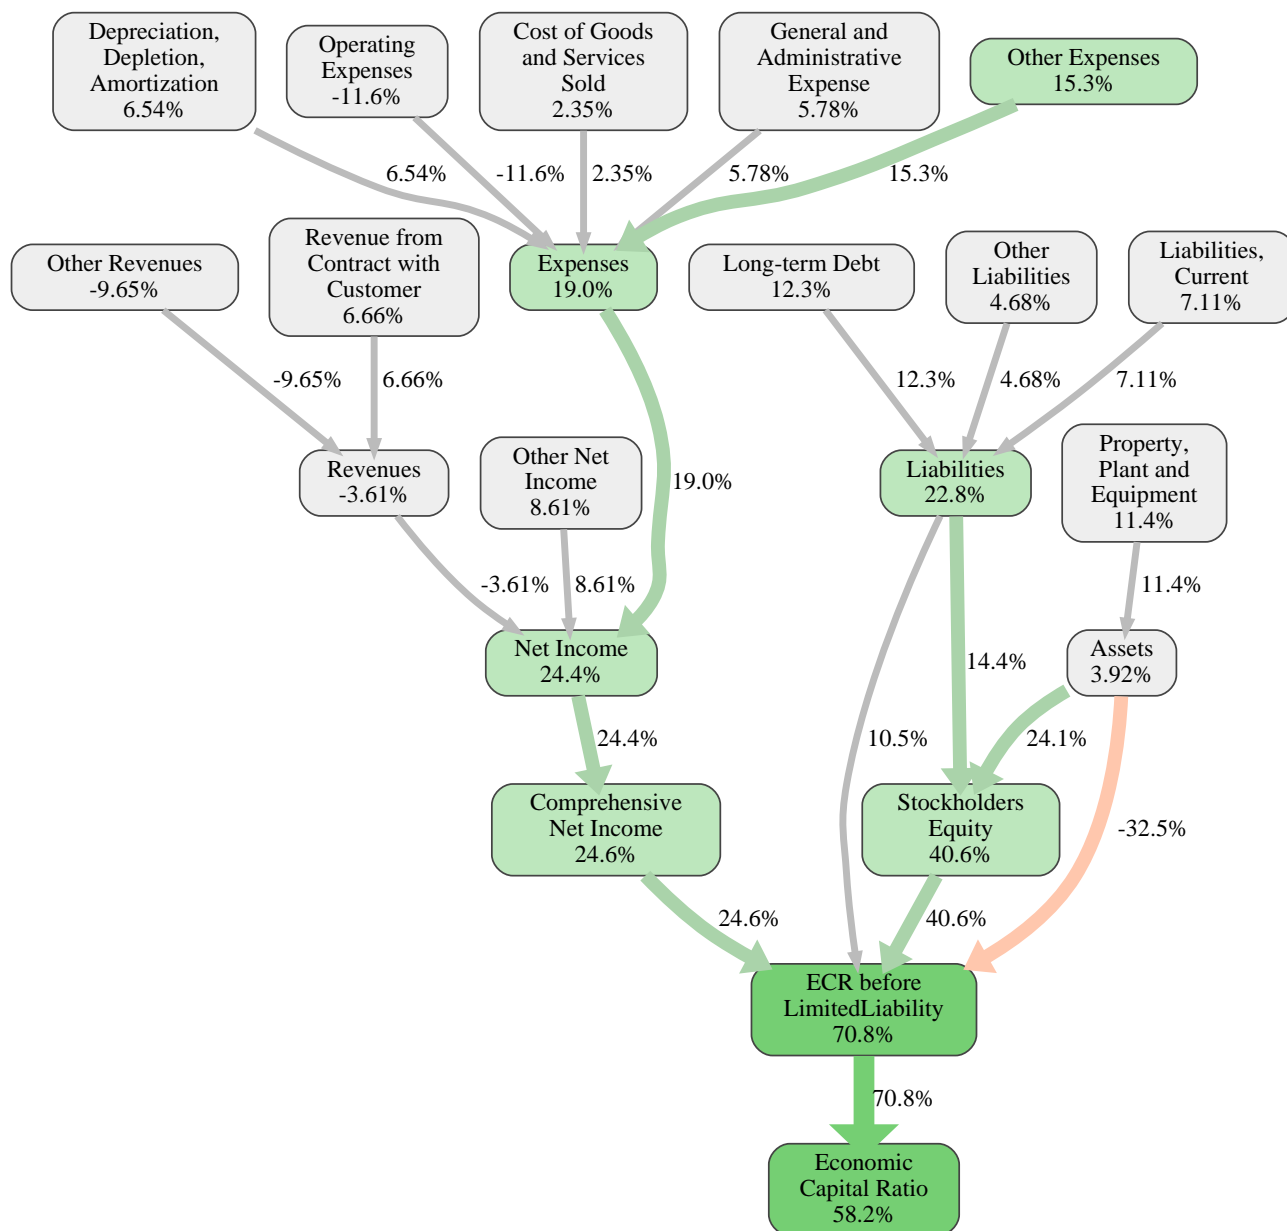 Depreciation,
Depletion,
Amortization
6.54%
Operating
Expenses
-11.6%
Cost of Goods
and Services
Sold
2.35%
General and
Administrative
Expense
5.78%
Other Expenses
15.3%
6.54%
-11.6%
2.35%
5.78%
15.3%
Other Revenues
-9.65%
Revenue from
Contract with
Customer
6.66%
Expenses
19.0%
Long-term Debt
12.3%
Other
Liabilities
4.68%
Liabilities,
Current
7.11%
-9.65%
6.66%
12.3%
4.68%
7.11%
Revenues
-3.61%
Other Net
Income
8.61%
19.0%
Liabilities
22.8%
Property,
Plant and
Equipment
11.4%
-3.61%
8.61%
11.4%
Net Income
24.4%
14.4%
Assets
3.92%
24.4%
10.5%
24.1%
Comprehensive
Net Income
24.6%
Stockholders
Equity
40.6%
-32.5%
24.6%
40.6%
ECR before
LimitedLiability
70.8%
70.8%
Economic
Capital Ratio
58.2%